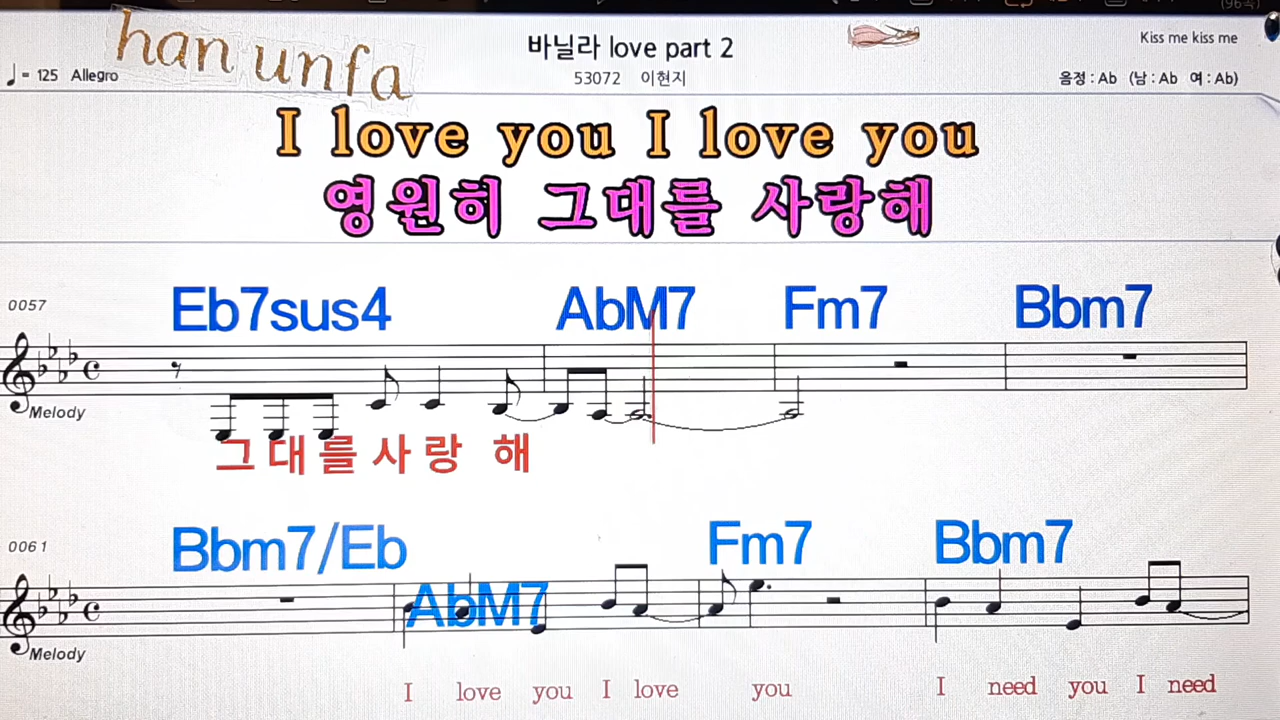 (96곡)
han unfa
바닐라 love part 2
Kiss me kiss me
♩= 125 Allegro
53072 이현지
음정 : Ab (남 : Ab 여 : Ab)
I love you I love you
영원히 그대를 사랑해
0057
Eb7sus4 AbM7 Fm7 Bbm7
Melody
그대를사랑 해
0061
Bbm7/Eb AbM7 Fm7 Bbm7
Melody
I love you I love you I need you I need